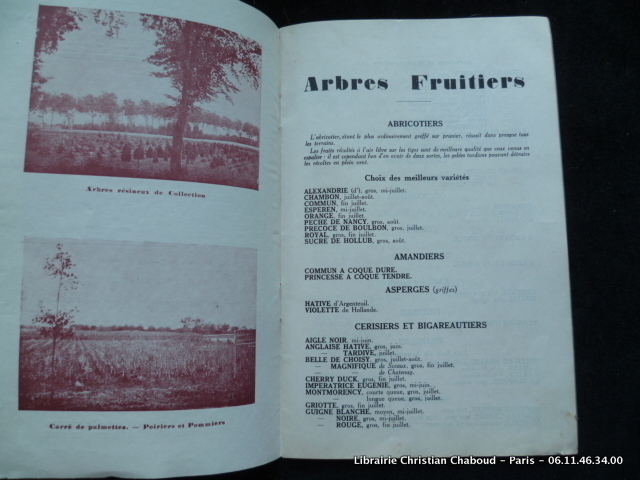 Arbres résineux de Collection
Carré de palmettes. — Poiriers et Pommiers
Arbres Fruitiers
ABRICOTIERS
L'abricotier, étant le plus ordinairement greffé sur prunier, réussit dans presque tous
les terrains.
Les fruits récoltés à l'air libre sur les tiges sont de meilleure qualité que ceux venus en
espalier : il est cependant bon d'en avoir de deux sortes, les gelées tardives pouvant détruire
les récoltes en plein vent.
Choix des meilleurs variétés
ALEXANDRIE (d'), gros, mi-juillet.
CHAMBON, juillet-août.
COMMUN, fin juillet.
ESPEREN, mi-juillet.
ORANGE, fin juillet.
PECHE DE NANCY, gros, août.
PRECOCE DE BOULBON, gros, juillet.
ROYAL, gros, fin juillet.
SUCRE DE HOLLUB, gros, août.
AMANDIERS
COMMUN A COQUE DURE.
PRINCESSE A COQUE TENDRE.
ASPERGES (griffes)
HATIVE d'Argenteuil.
VIOLETTE de Hollande.
CERISIERS ET BIGAREAUTIERS
AIGLE NOIR, mi-juin.
ANGLAISE HATIVE, gros, juin.
— TARDIVE, juillet.
BELLE DE CHOISY, gros, juillet-août.
— MAGNIFIQUE de Sceaux, gros, fin juillet.
— — de Chatenay.
CHERRY DUCK, gros, fin juillet.
IMPERATRICE EUGENIE, gros, mi-juin.
MONTMORENCY, courte queue, gros, juillet.
— longue queue, gros, juillet.
GRIOTTE, gros, fin juillet.
GUIGNE BLANCHE, moyen, mi-juillet.
— NOIRE, gros, mi-juillet.
— ROUGE, gros, fin juillet.
Librairie Christian Chaboud - Paris - 06.11.46.34.00